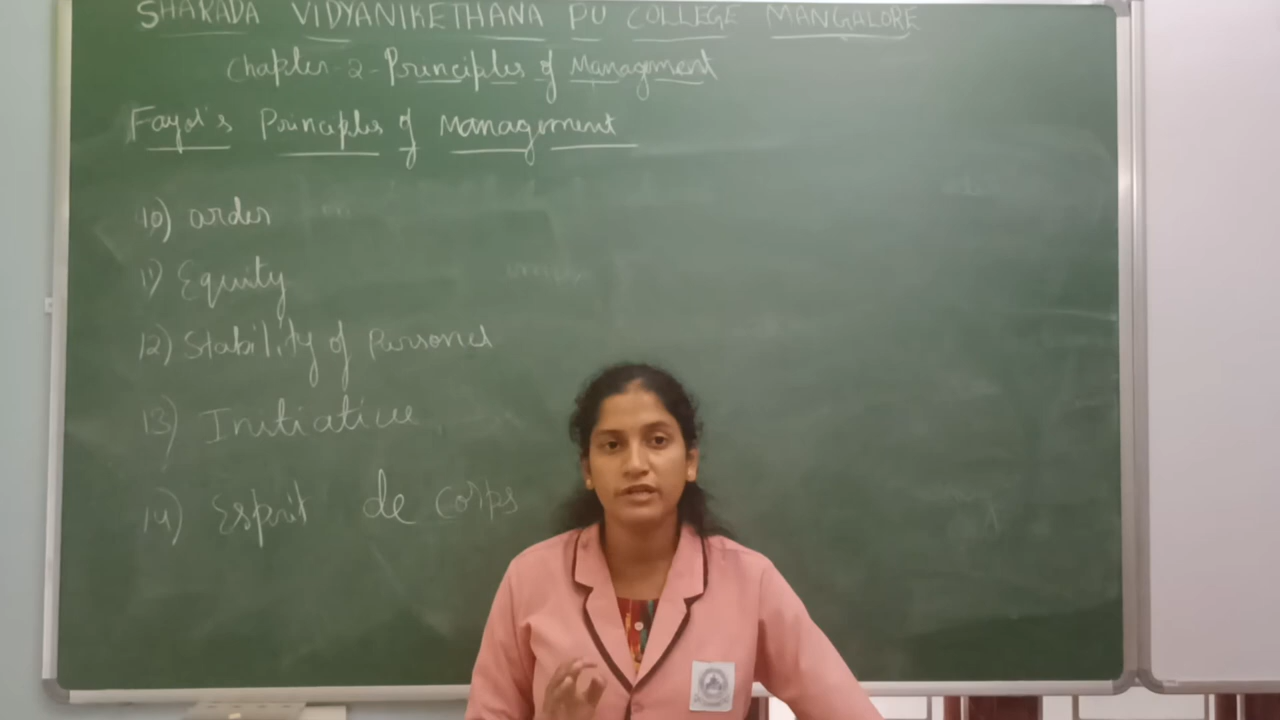 SHARADA VIDYANIKETHANA PU COLLEGE MANGALORE
Chapter-2-Principles of Management
Fayol's Principles of Management
10) order
11) Equity
12) Stability of Personel
13) Initiative
14) Esprit de Corps